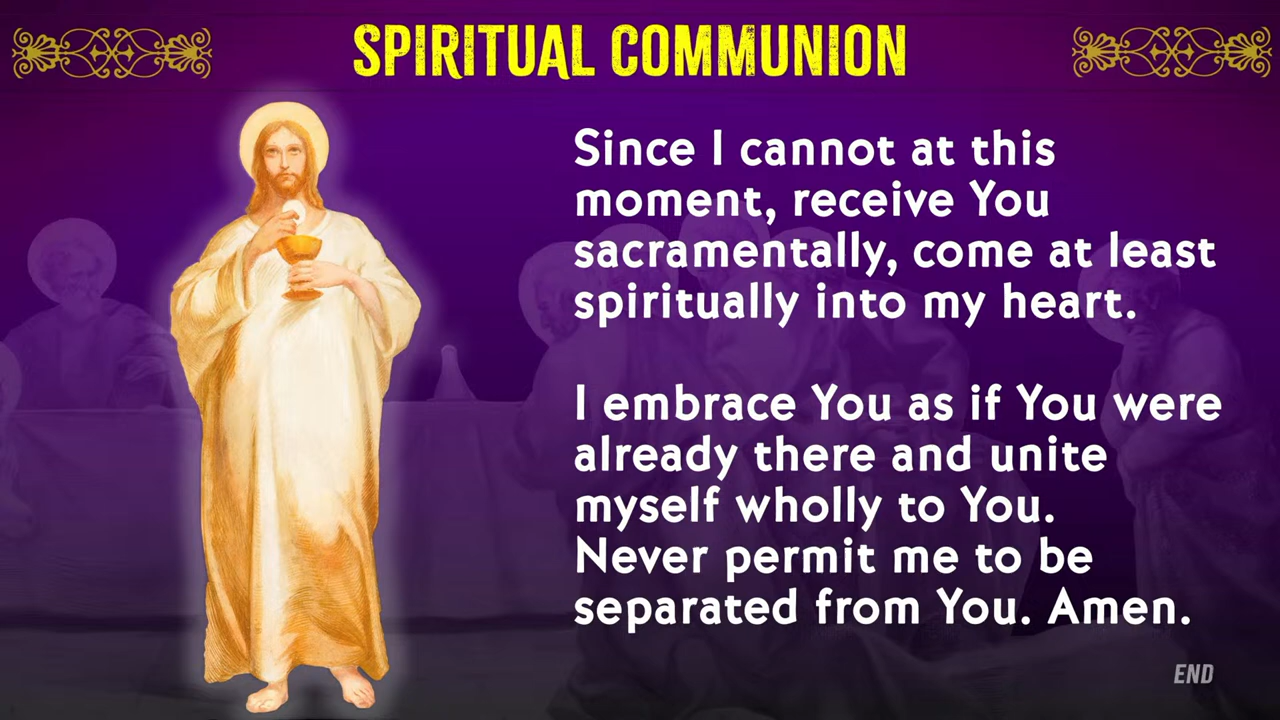 SPIRITUAL COMMUNION
Since I cannot at this
moment, receive You
sacramentally, come at least
spiritually into my heart.
I embrace You as if You were
already there and unite
myself wholly to You.
Never permit me to be
separated from You. Amen.
END